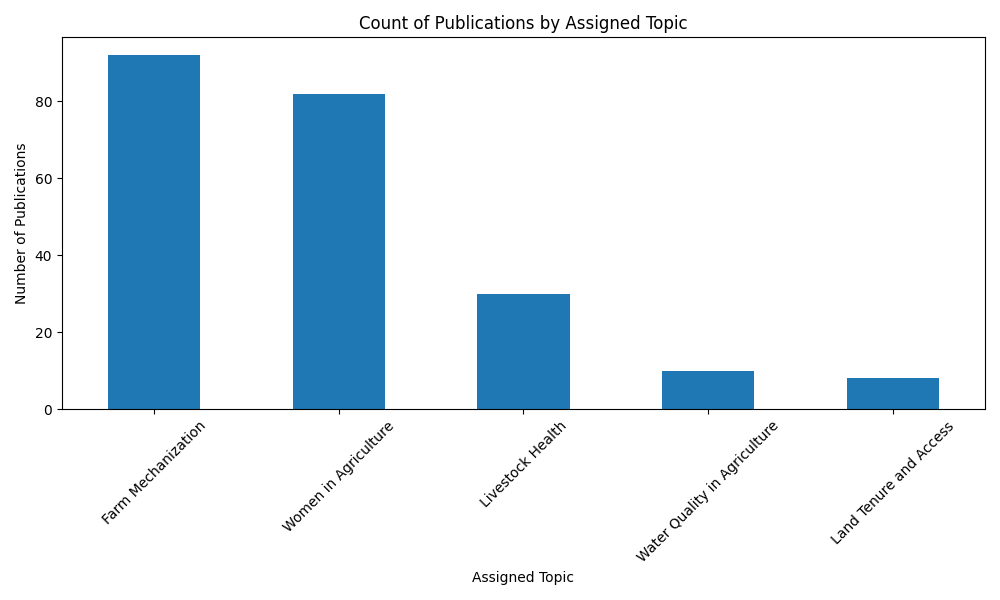 Count of Publications by Assigned Topic
Number of Publications
80
60
40
20
0
Farm Mechanization
Women in Agriculture
Livestock Health
Water Quality in Agriculture
Land Tenure and Access
Assigned Topic